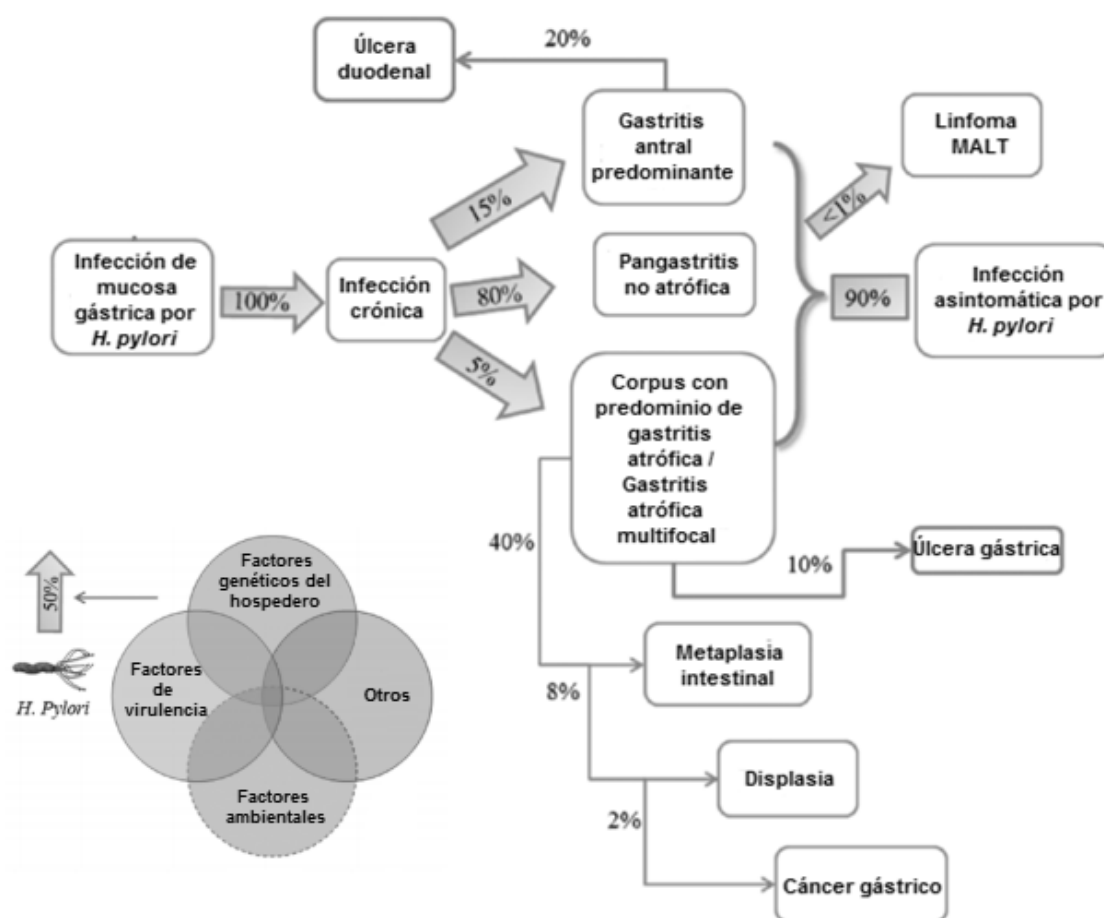 Úlcera
duodenal
20%
Gastritis
antral
predominante
Linfoma
MALT
15%
<1%
Infección de
mucosa
gástrica por
H. pylori
100%
Infección
crónica
80%
Pangastritis
no atrófica
90%
Infección
asintomática por
H. pylori
5%
Corpus con
predominio de
gastritis
atrófica /
Gastritis
atrófica
multifocal
40%
10%
Úlcera gástrica
50%
Factores
genéticos del
hospedero
Factores
de
virulencia
Otros
H. Pylori
Factores
ambientales
Metaplasia
intestinal
8%
Displasia
2%
Cáncer gástrico